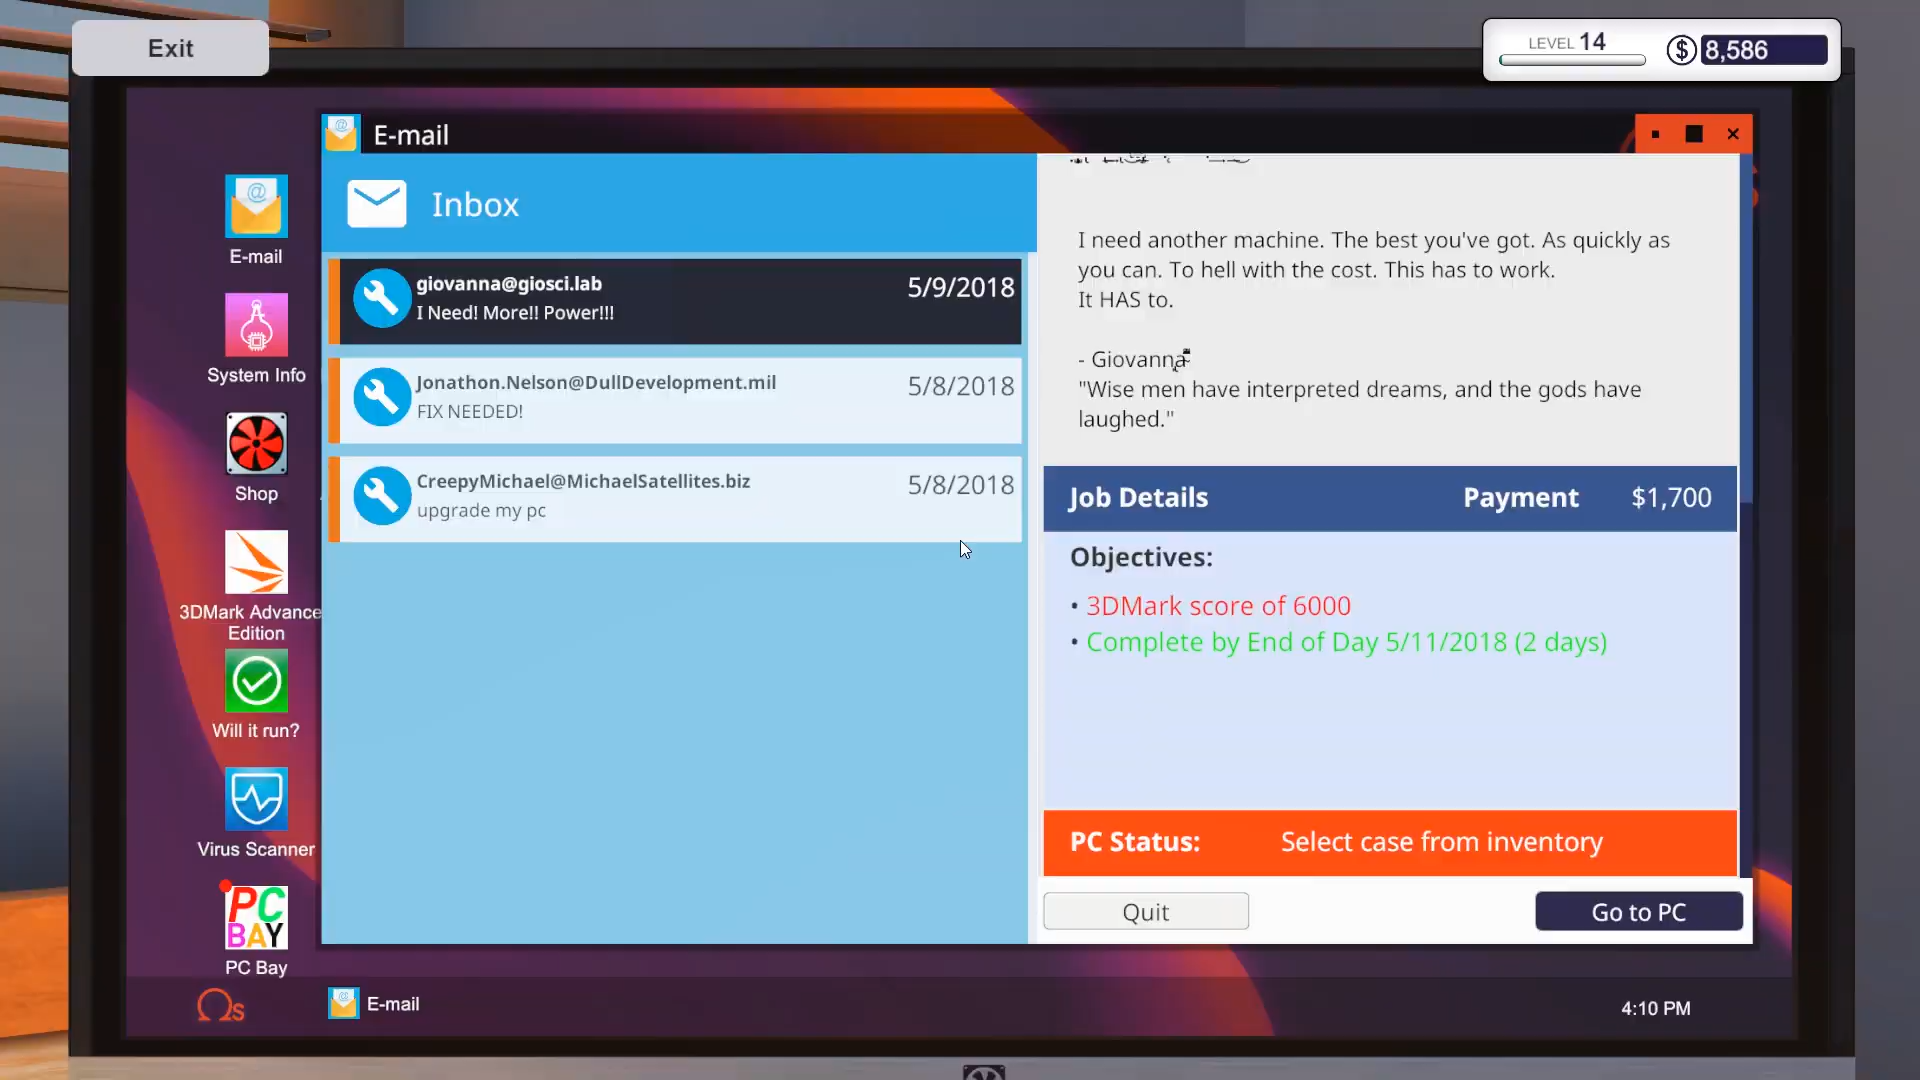 Exit
LEVEL 14
$ 8,586
E-mail
Inbox
giovanna@giosci.lab
5/9/2018
I Need! More!! Power!!!
Jonathon.Nelson@DullDevelopment.mil
5/8/2018
FIX NEEDED!
CreepyMichael@MichaelSatellites.biz
5/8/2018
upgrade my pc
I need another machine. The best you've got. As quickly as
you can. To hell with the cost. This has to work.
It HAS to.
- Giovanna
"Wise men have interpreted dreams, and the gods have
laughed."
Job Details
Payment
$1,700
Objectives:
• 3DMark score of 6000
• Complete by End of Day 5/11/2018 (2 days)
PC Status:
Select case from inventory
Quit
Go to PC
E-mail
System Info
Shop
3DMark Advance
Edition
Will it run?
Virus Scanner
PC
BAY
PC Bay
Ωs
E-mail
4:10 PM